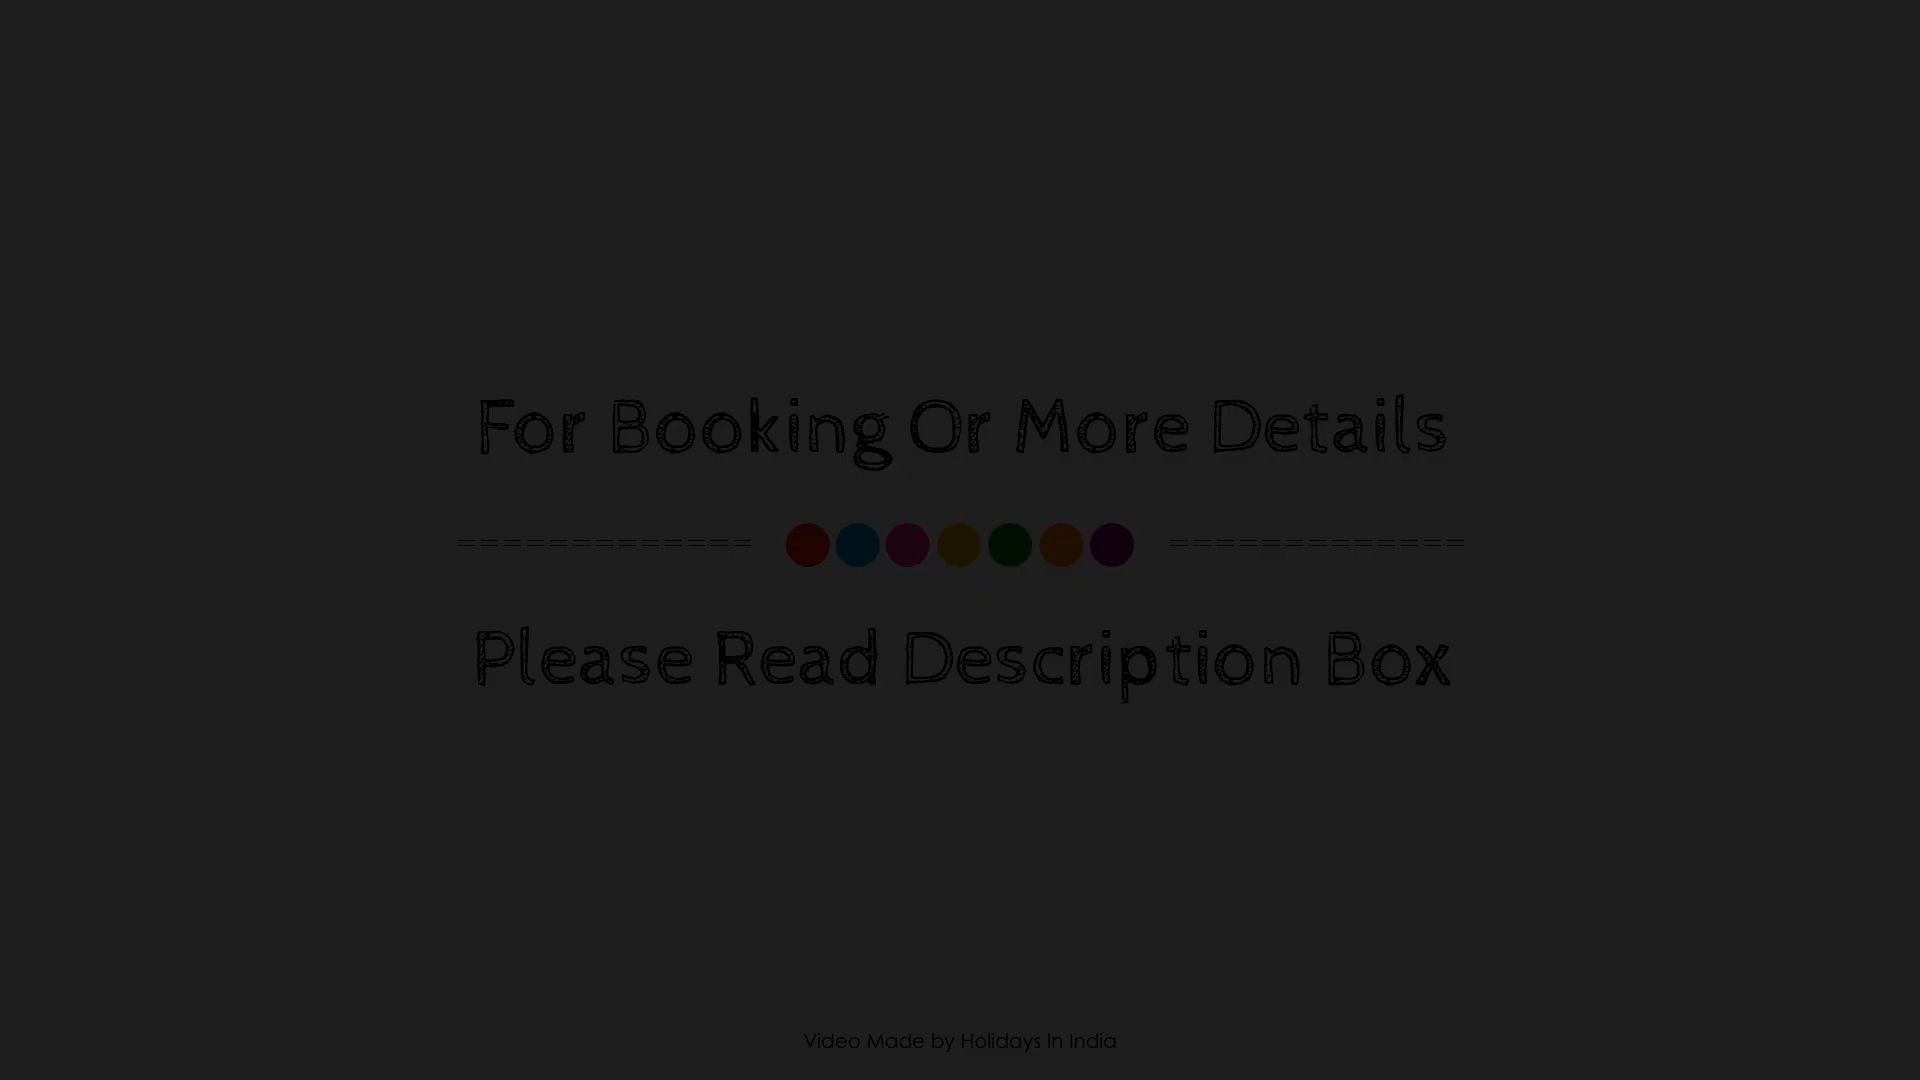 For Booking Or More Details
============= =============
Please Read Description Box
Video Made by Holidays In India